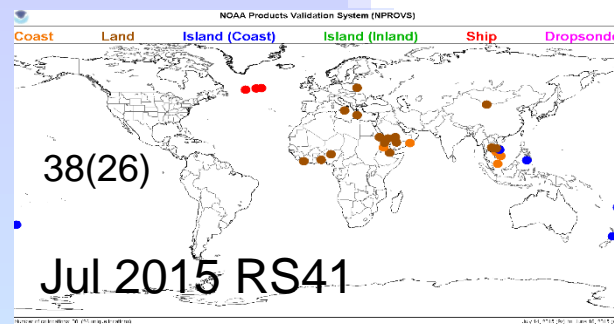 NOAA Products Validation System (NPROVS)
Coast Land Island (Coast) Island (Inland) Ship Dropsonde
38(26)
Jul 2015 RS41